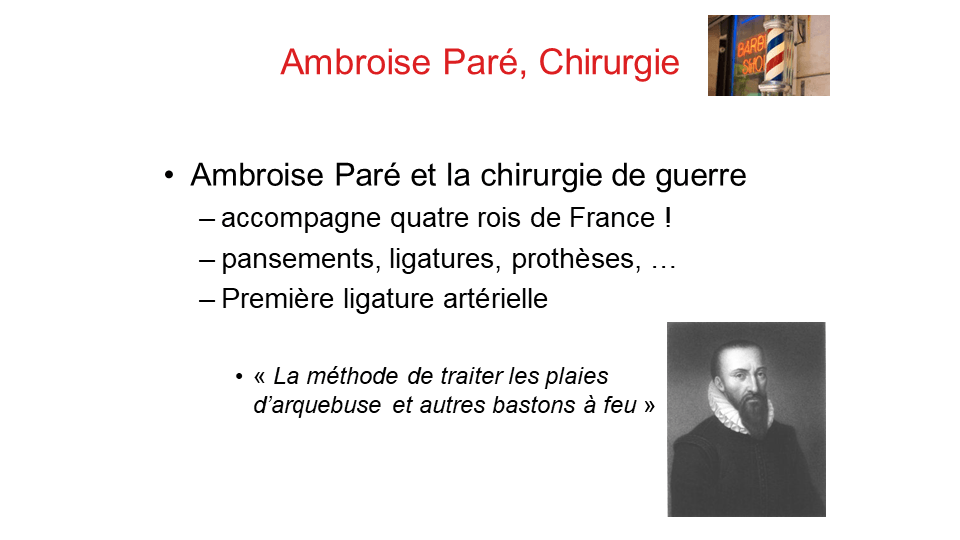 Ambroise Paré, Chirurgie
BARB
SHO
• Ambroise Paré et la chirurgie de guerre
– accompagne quatre rois de France !
– pansements, ligatures, prothèses, …
– Première ligature artérielle
• « La méthode de traiter les plaies
d’arquebuse et autres bastons à feu »